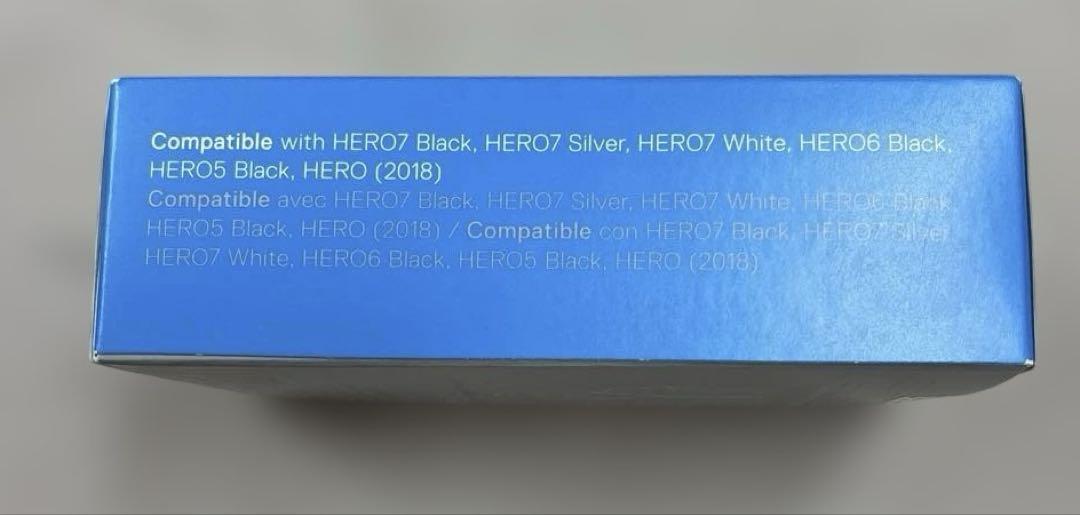 Compatible with HERO7 Black, HERO7 Silver, HERO7 White, HERO6 Black,
HERO5 Black, HERO (2018)
Compatible avec HERO7 Black, HERO7 Silver, HERO7 White, HERO6 Black,
HERO5 Black, HERO (2018) / Compatible con HERO7 Black, HERO7 Silver,
HERO7 White, HERO6 Black, HERO5 Black, HERO (2018)